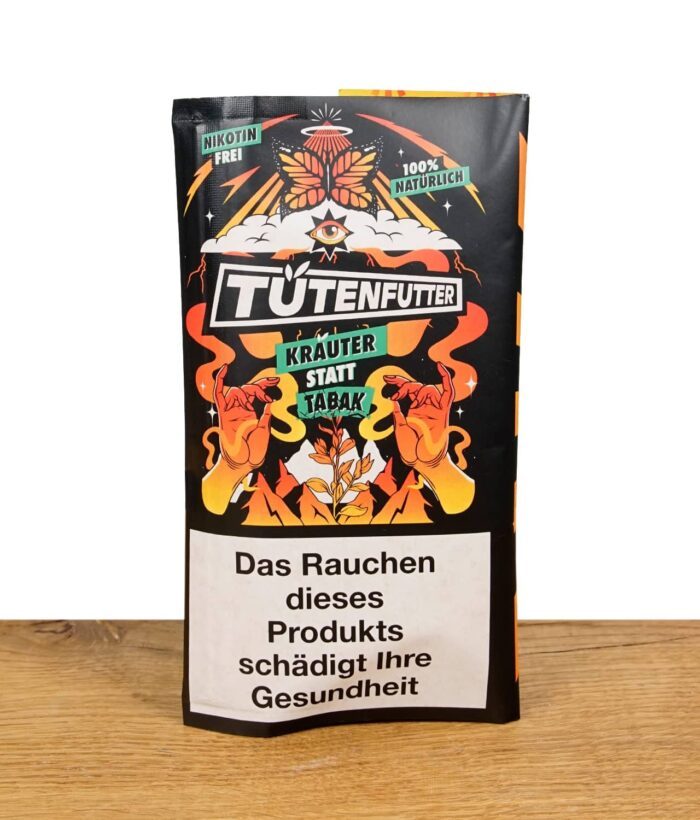 NIKOTIN
FREI
100%
NATÜRLICH
TÜTENFUTTER
KRÄUTER
STATT
TABAK
Das Rauchen
dieses
Produkts
schädigt Ihre
Gesundheit